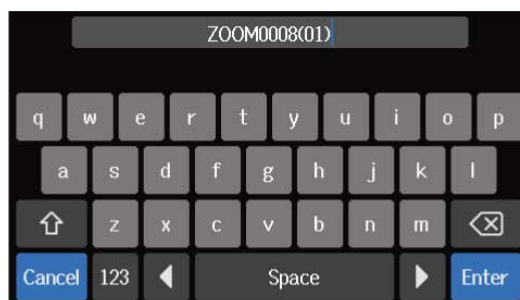 ZOOM0008(01)
q w e r t y u i o p
a s d f g h j k l
z x c v b n m
Cancel 123 Space Enter